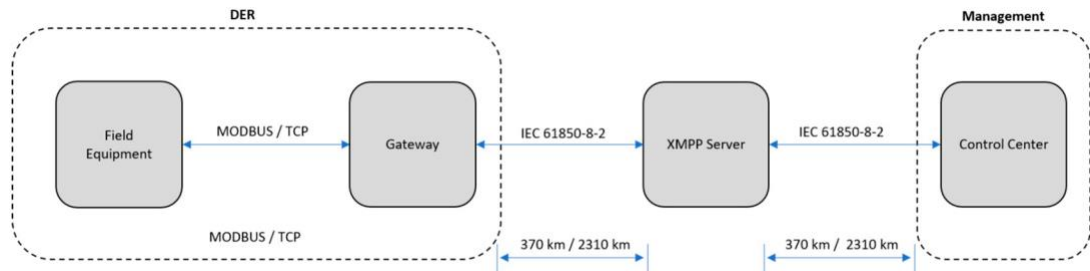 DER
Management
Field
Equipment
MODBUS / TCP
Gateway
IEC 61850-8-2
XMPP Server
IEC 61850-8-2
Control Center
MODBUS / TCP
370 km / 2310 km
370 km / 2310 km